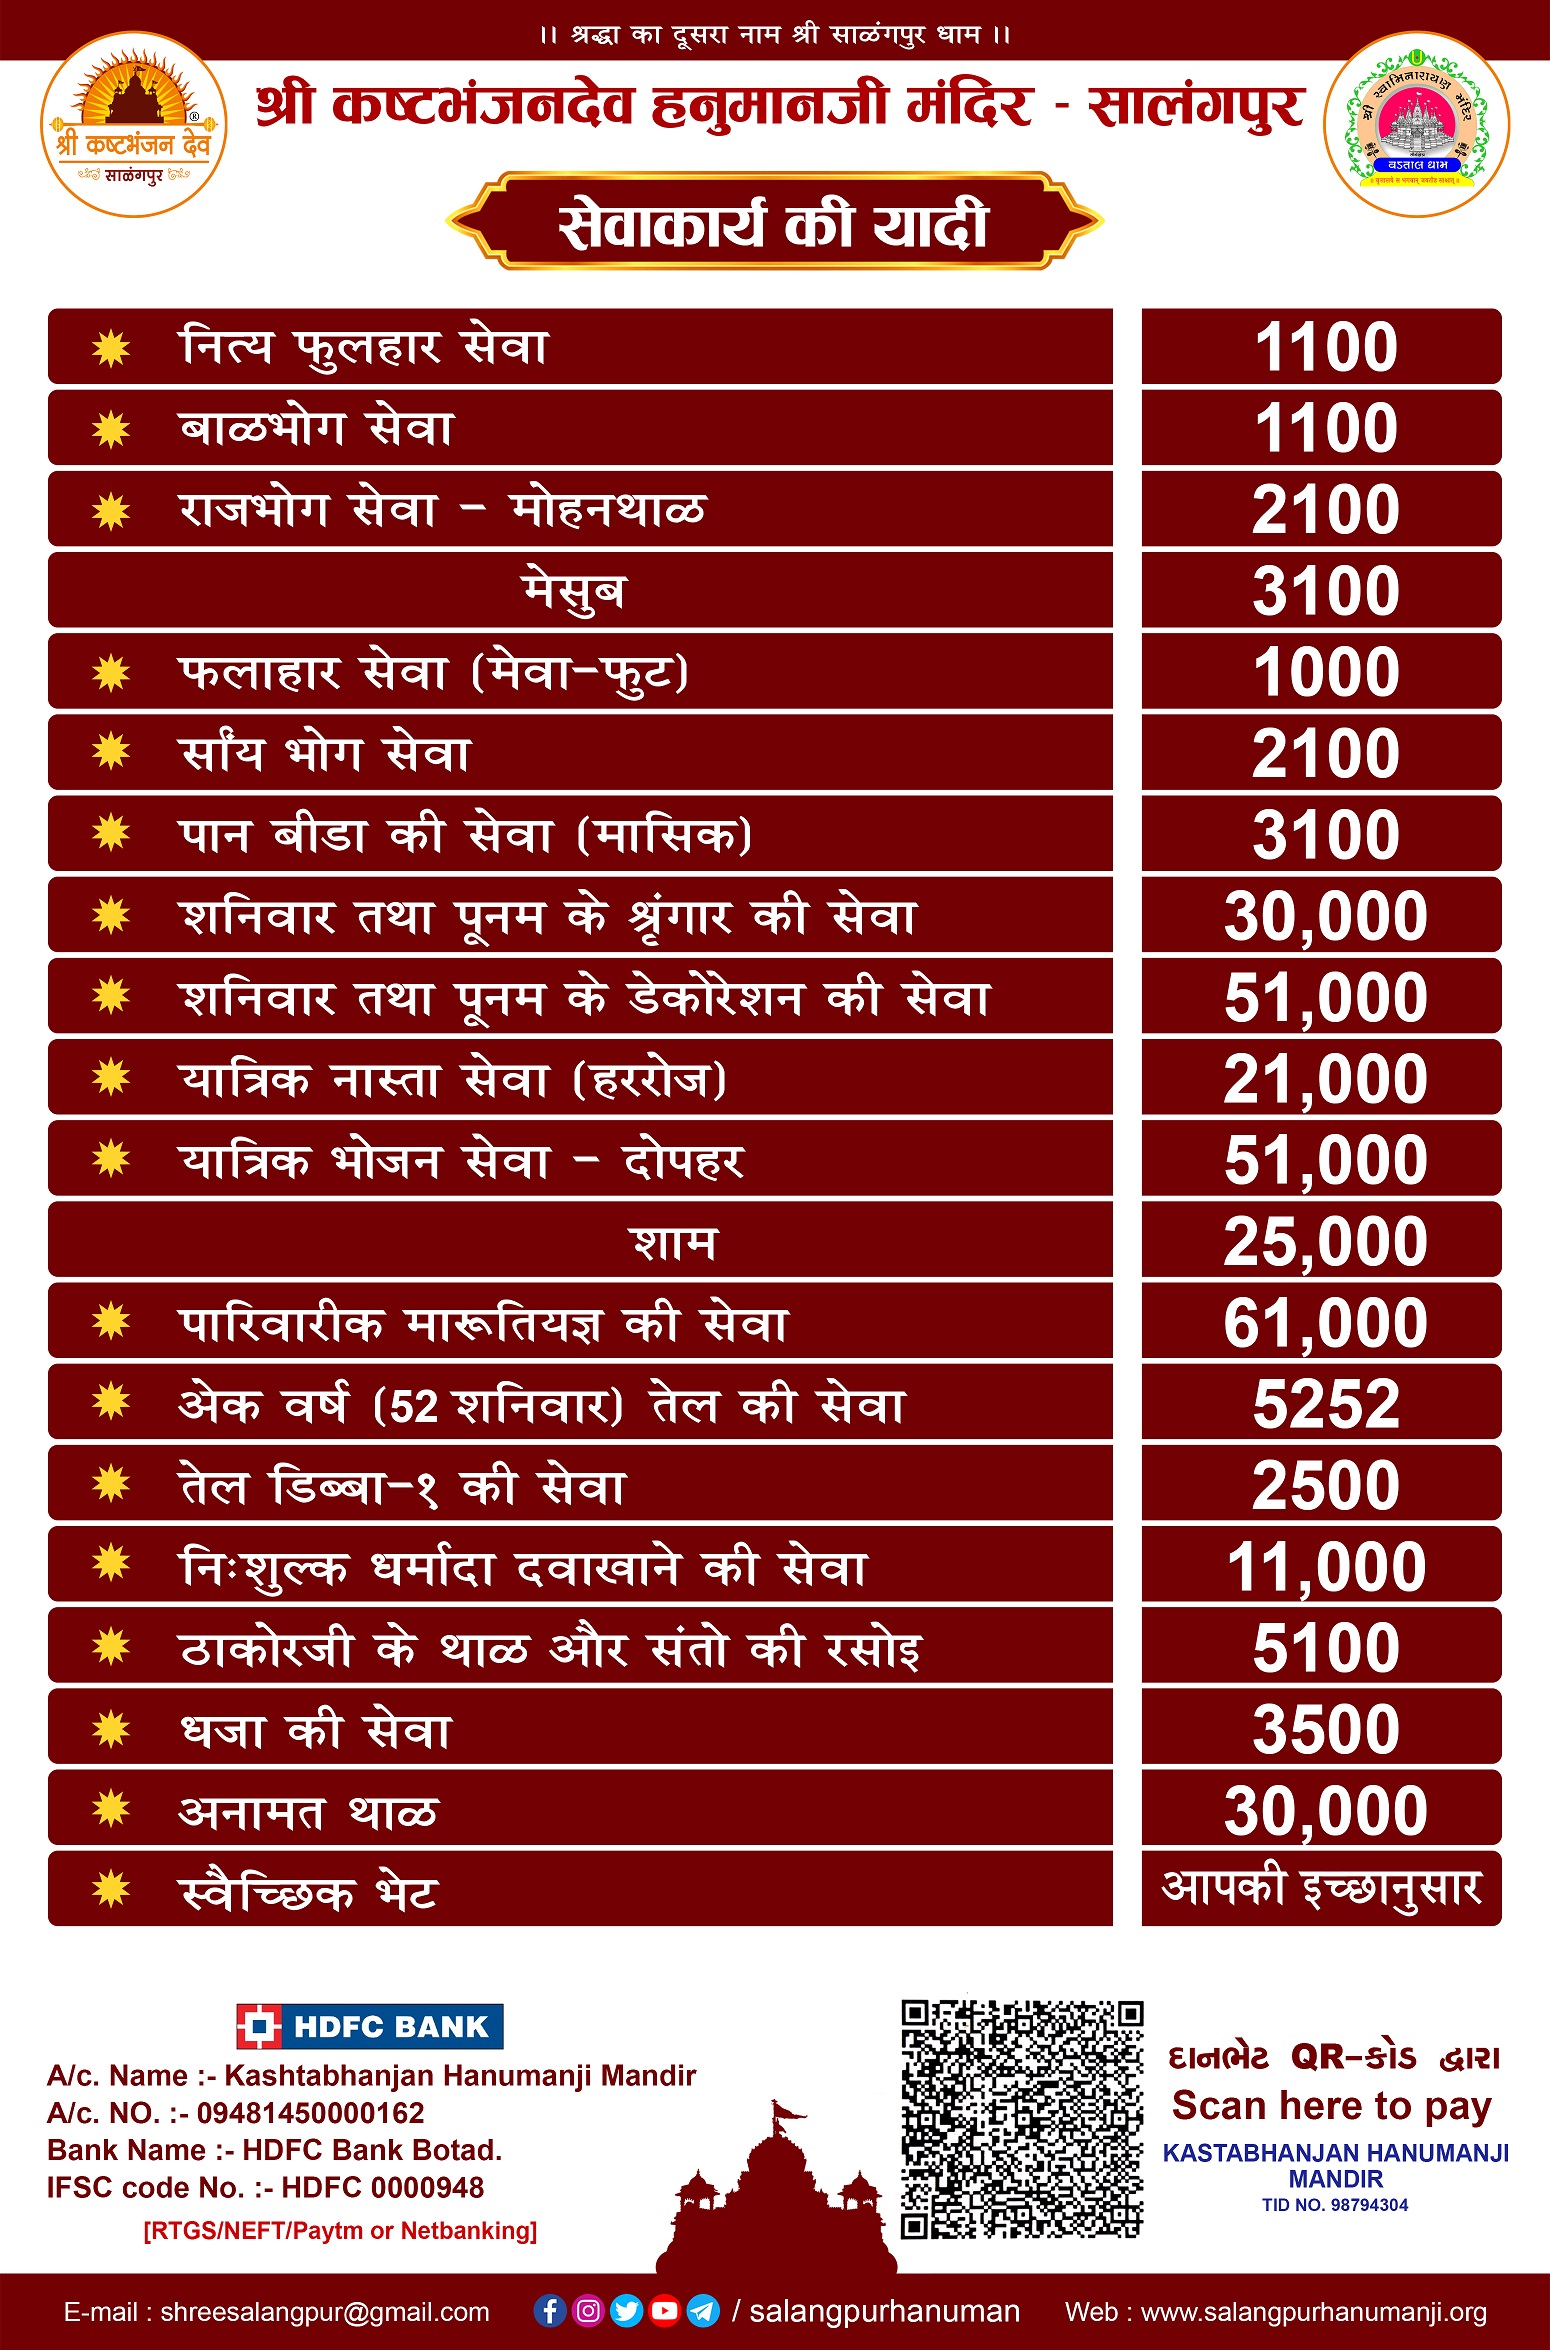 ।। श्रद्धा का दूसरा नाम श्री साळंगपुर धाम ।।
श्री कष्टभंजनदेव हनुमानजी मंदिर - सालंगपुर
®
श्री कष्टभंजन देव
साळंगपुर
श्री स्वामिनारायण मंदिर
वडताल धाम
सेवाकार्य की यादी
नित्य फुलहार सेवा 1100
बाळभोग सेवा 1100
राजभोग सेवा - मोहनथाळ 2100
मेसुब 3100
फलाहार सेवा (मेवा-फुट) 1000
सांय भोग सेवा 2100
पान बीडा की सेवा (मासिक) 3100
शनिवार तथा पूनम के श्रृंगार की सेवा 30,000
शनिवार तथा पूनम के डेकोरेशन की सेवा 51,000
यात्रिक नास्ता सेवा (हररोज) 21,000
यात्रिक भोजन सेवा - दोपहर 51,000
शाम 25,000
पारिवारीक मारूतियज्ञ की सेवा 61,000
अेक वर्ष (52 शनिवार) तेल की सेवा 5252
तेल डिब्बा-१ की सेवा 2500
निःशुल्क धर्मादा दवाखाने की सेवा 11,000
ठाकोरजी के थाळ और संतो की रसोइ 5100
धजा की सेवा 3500
अनामत थाळ 30,000
स्वैच्छिक भेट आपकी इच्छानुसार
HDFC BANK
A/c. Name :- Kashtabhanjan Hanumanji Mandir
A/c. NO. :- 09481450000162
Bank Name :- HDFC Bank Botad.
IFSC code No. :- HDFC 0000948
[RTGS/NEFT/Paytm or Netbanking]
દાનભેટ QR-કોડ દ્વારા
Scan here to pay
KASTABHANJAN HANUMANJI
MANDIR
TID NO. 98794304
E-mail : shreesalangpur@gmail.com / salangpurhanuman Web : www.salangpurhanumanji.org